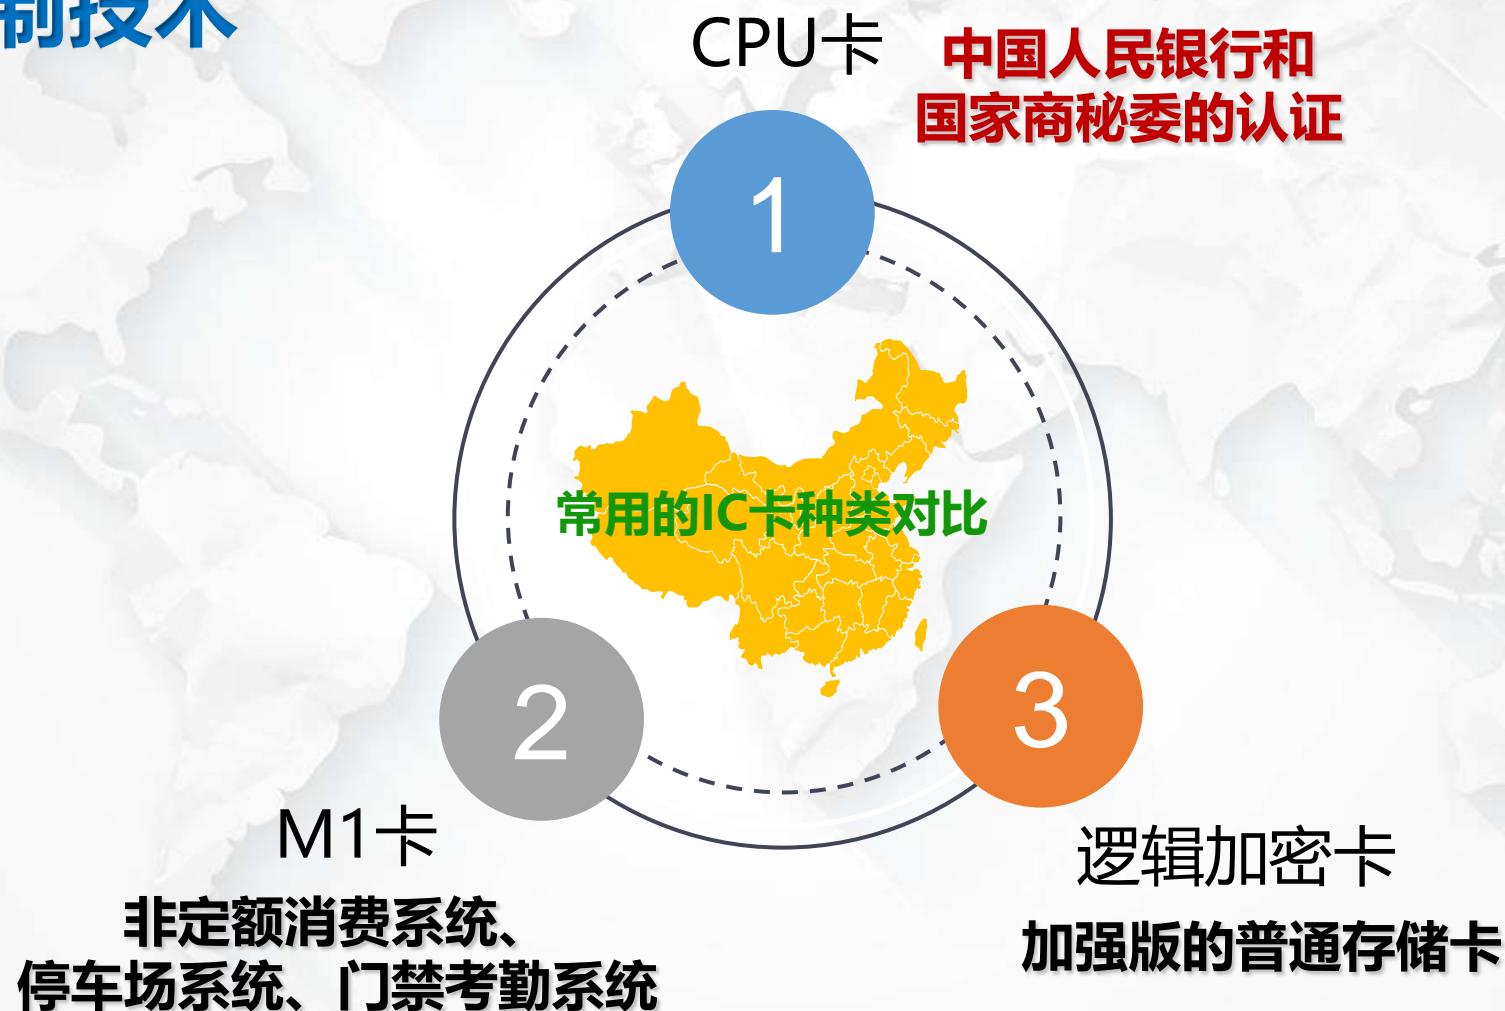 制技术
CPU卡
中国人民银行和
国家商秘委的认证
1
常用的IC卡种类对比
2
3
M1卡
非定额消费系统、
停车场系统、门禁考勤系统
逻辑加密卡
加强版的普通存储卡